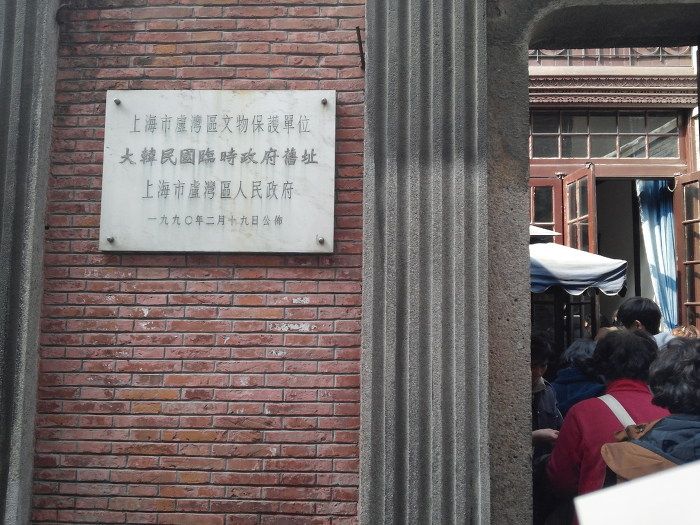 上海市盧灣區文物保護單位
大韓民國臨時政府舊址
上海市盧灣區人民政府
一九九〇年二月十九日公佈